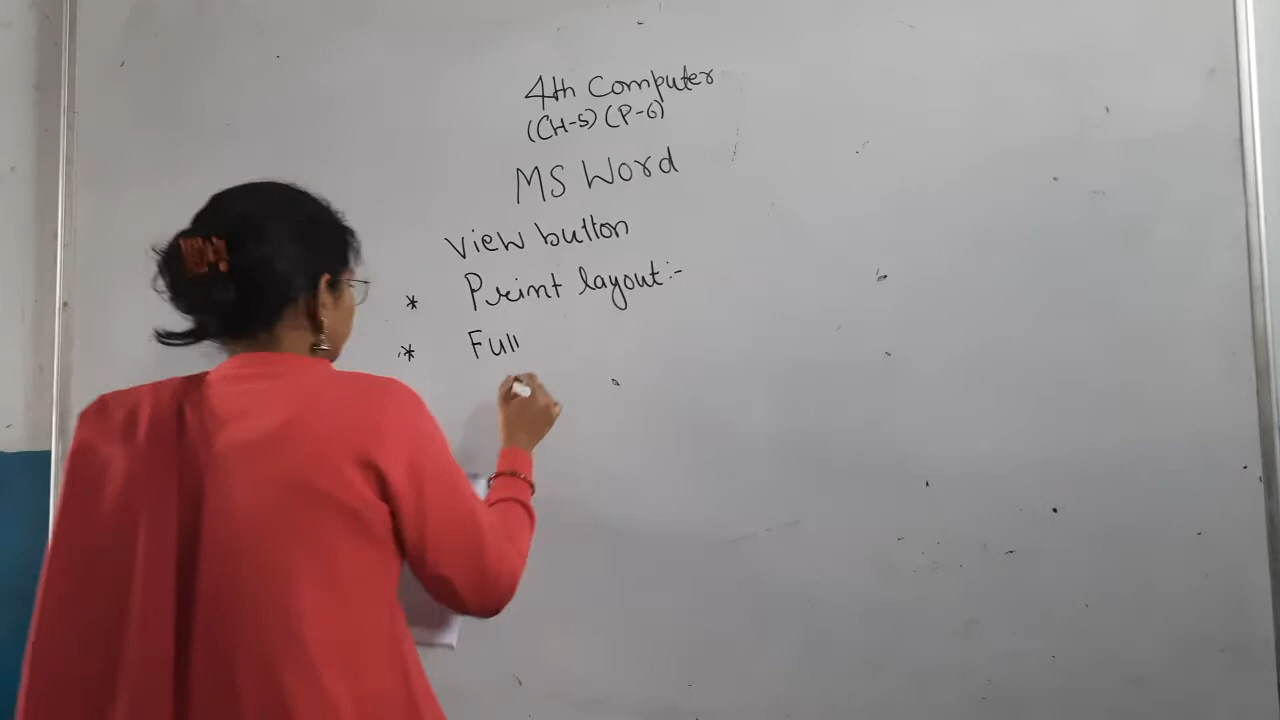 4th Computer
(CH-5) (P-6)
MS Word
View button
* Print layout:-
* Full